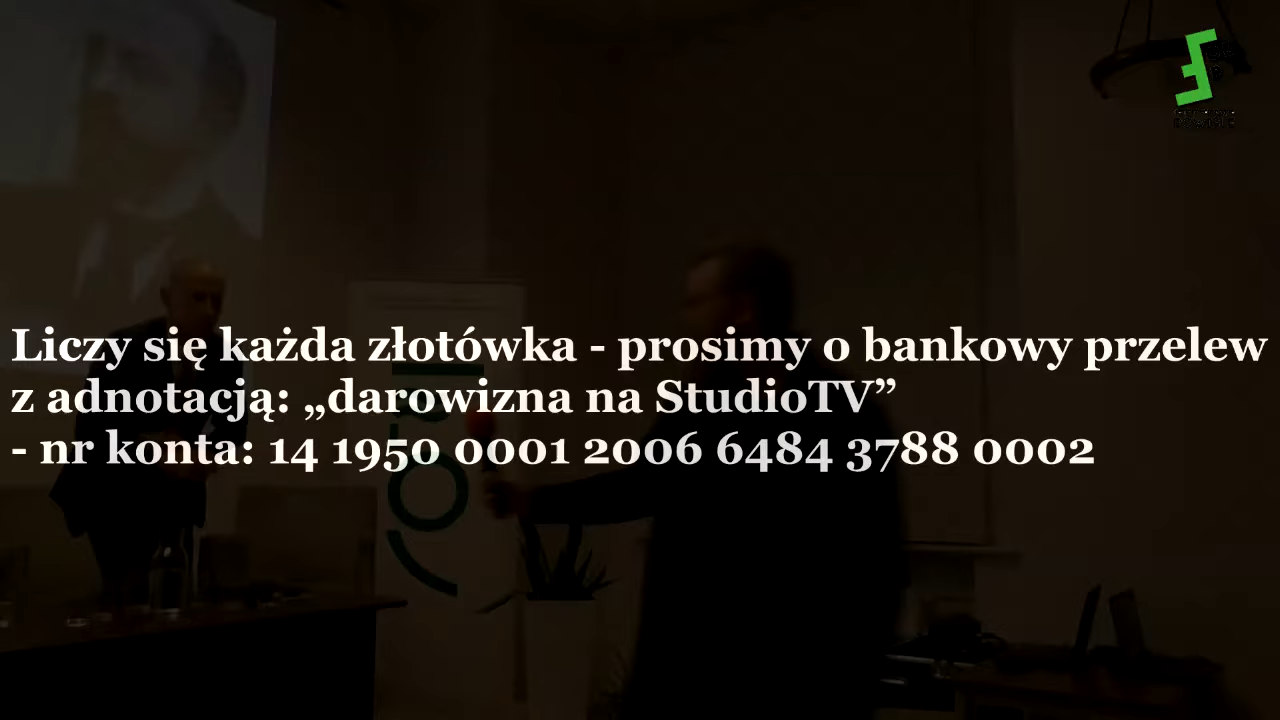 Liczy się każda złotówka - prosimy o bankowy przelew
z adnotacją: „darowizna na StudioTV”
- nr konta: 14 1950 0001 2006 6484 3788 0002